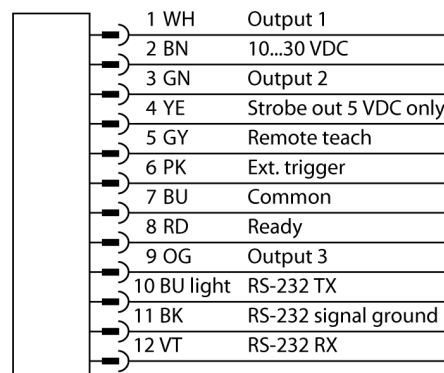 1 WH Output 1
2 BN 10...30 VDC
3 GN Output 2
4 YE Strobe out 5 VDC only
5 GY Remote teach
6 PK Ext. trigger
7 BU Common
8 RD Ready
9 OG Output 3
10 BU light RS-232 TX
11 BK RS-232 signal ground
12 VT RS-232 RX